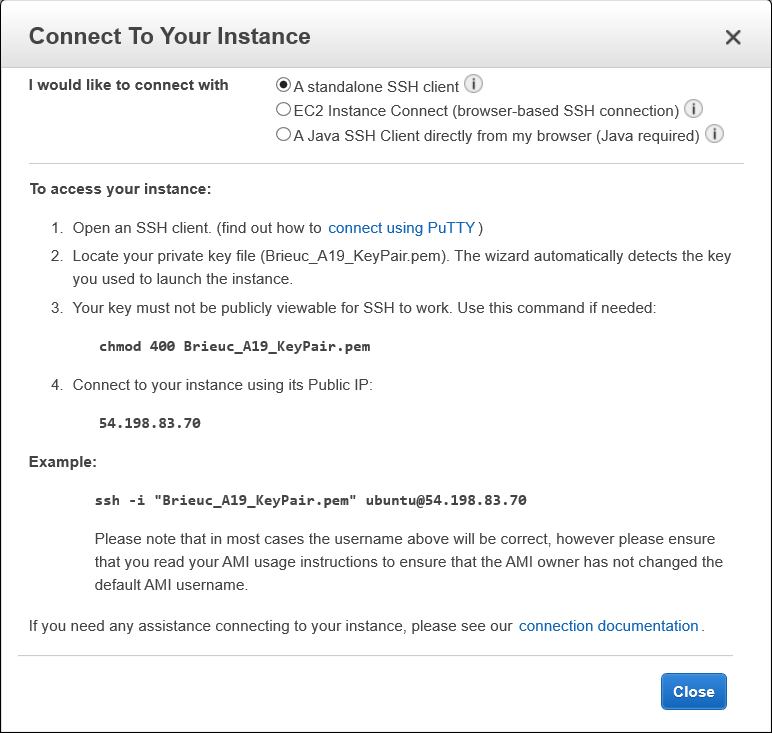 Connect To Your Instance
I would like to connect with
A standalone SSH client
EC2 Instance Connect (browser-based SSH connection)
A Java SSH Client directly from my browser (Java required)
To access your instance:
1. Open an SSH client. (find out how to connect using PuTTY )
2. Locate your private key file (Brieuc_A19_KeyPair.pem). The wizard automatically detects the key
you used to launch the instance.
3. Your key must not be publicly viewable for SSH to work. Use this command if needed:
chmod 400 Brieuc_A19_KeyPair.pem
4. Connect to your instance using its Public IP:
54.198.83.70
Example:
ssh -i "Brieuc_A19_KeyPair.pem" ubuntu@54.198.83.70
Please note that in most cases the username above will be correct, however please ensure
that you read your AMI usage instructions to ensure that the AMI owner has not changed the
default AMI username.
If you need any assistance connecting to your instance, please see our connection documentation .
Close